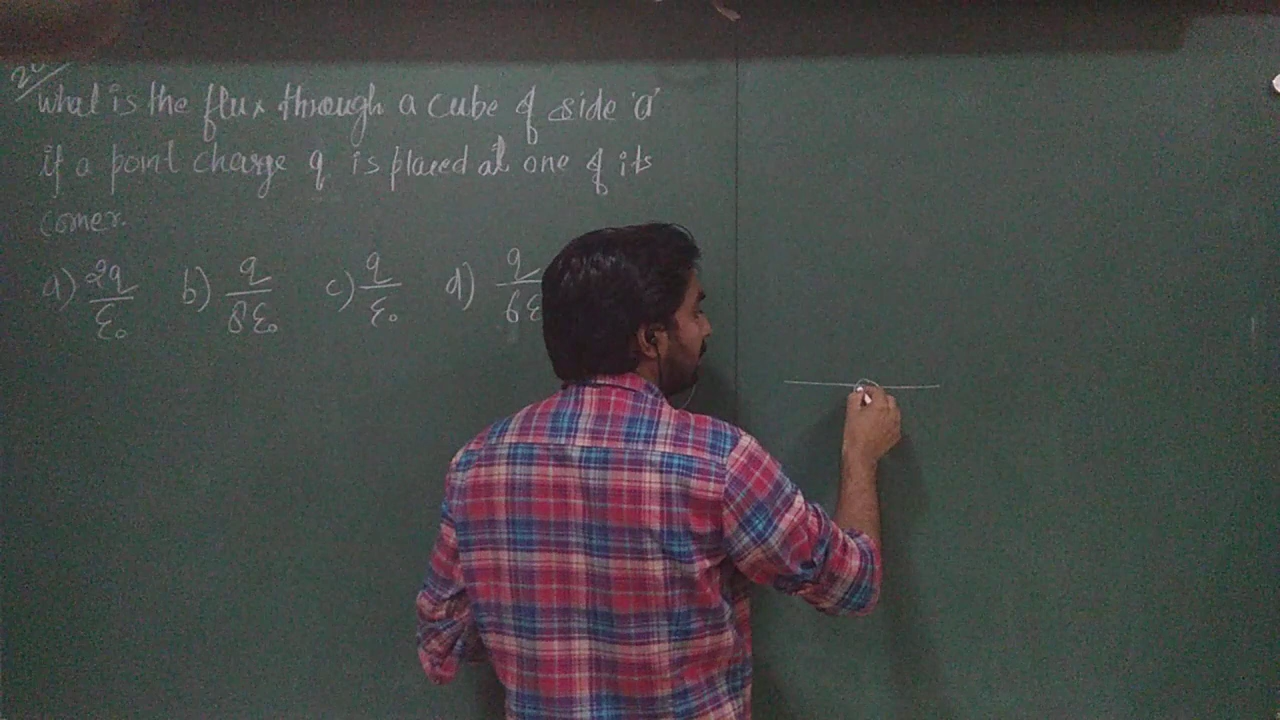 What is the flux through a cube of side 'a'
if a point charge q is placed at one of its
corner.
a) 2q/ε₀ b) q/8ε₀ c) q/ε₀ d) q/6ε